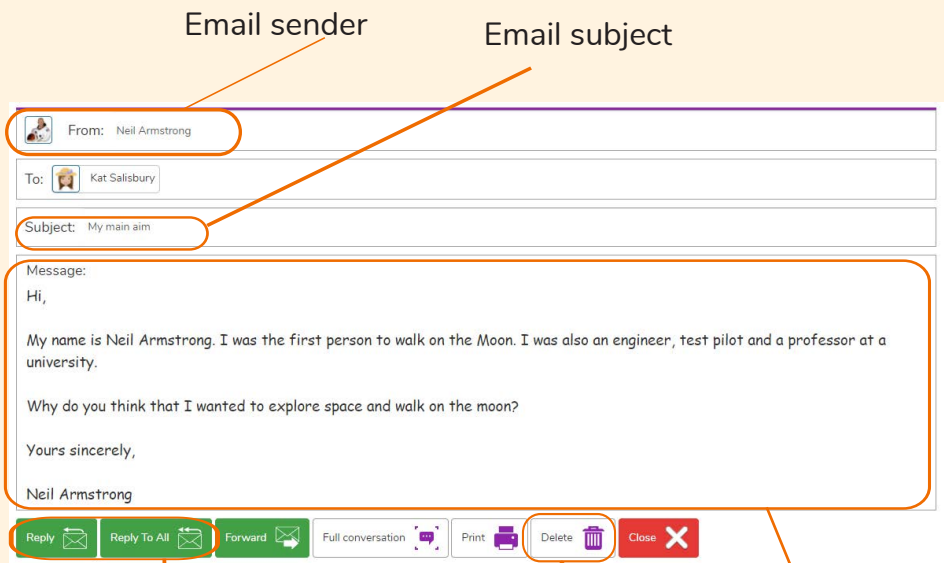 Email sender
Email subject
From: Neil Armstrong
To: Kat Salisbury
Subject: My main aim
Message:
Hi,
My name is Neil Armstrong. I was the first person to walk on the Moon. I was also an engineer, test pilot and a professor at a
university.
Why do you think that I wanted to explore space and walk on the moon?
Yours sincerely,
Neil Armstrong
Reply Reply To All Forward Full conversation Print Delete Close